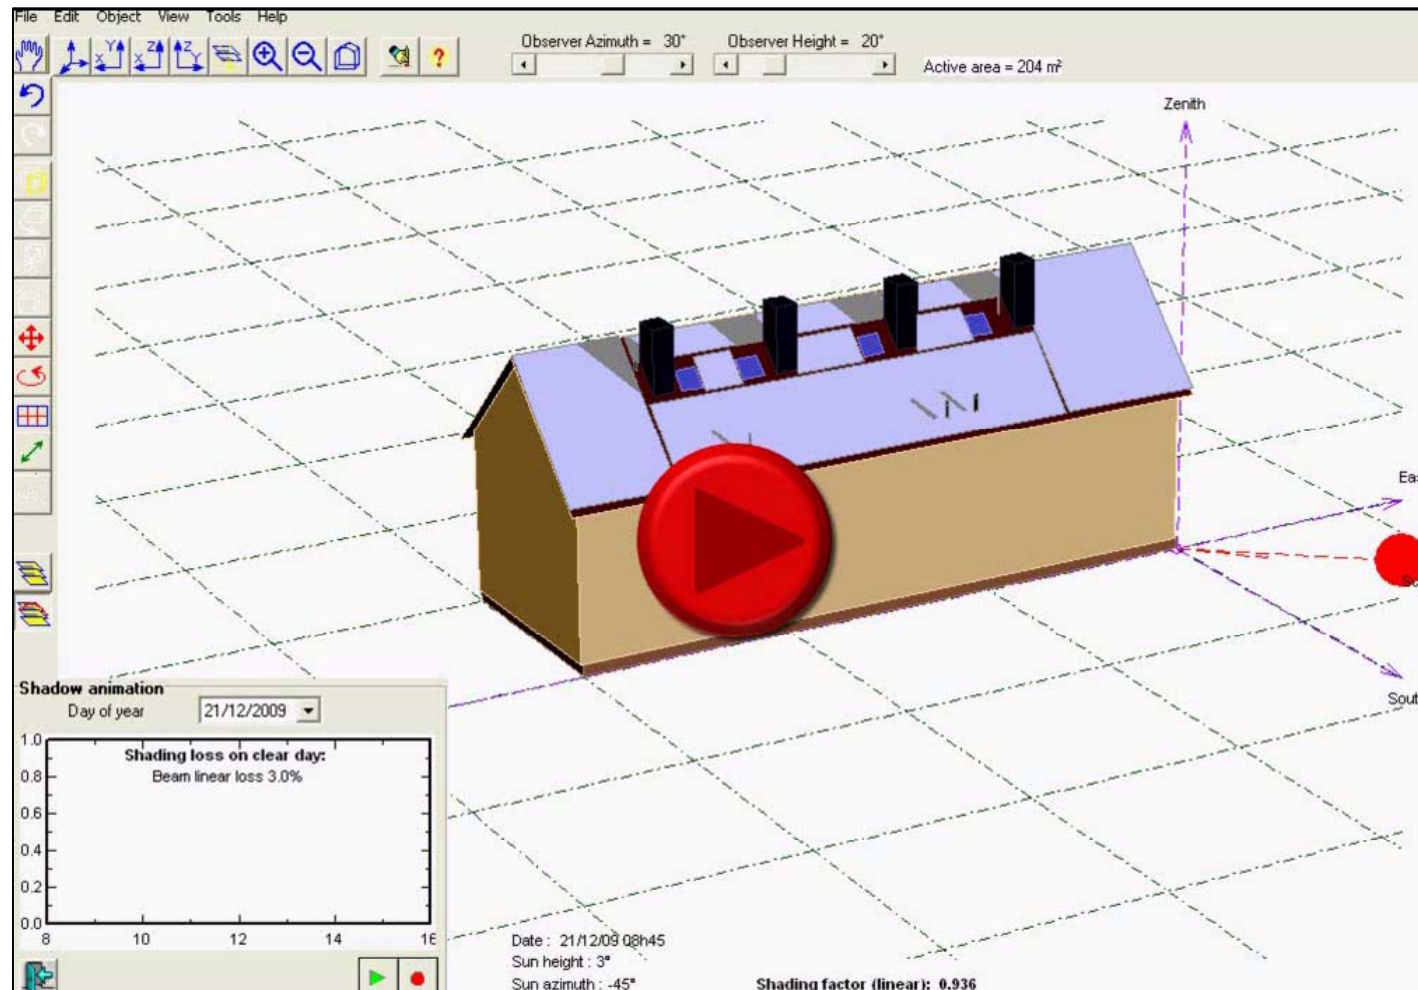 File Edit Object View Tools Help
Observer Azimuth = 30° Observer Height = 20° Active area = 204 m²
Zenith
Shadow animation
Day of year 21/12/2009
Shading loss on clear day:
Beam linear loss 3.0%
1.0
0.8
0.6
0.4
0.2
0.0
8 10 12 14 16
Date : 21/12/09 08h45
Sun height : 3°
Sun azimuth : -45° Shading factor (linear): 0.936
Eas
Sout